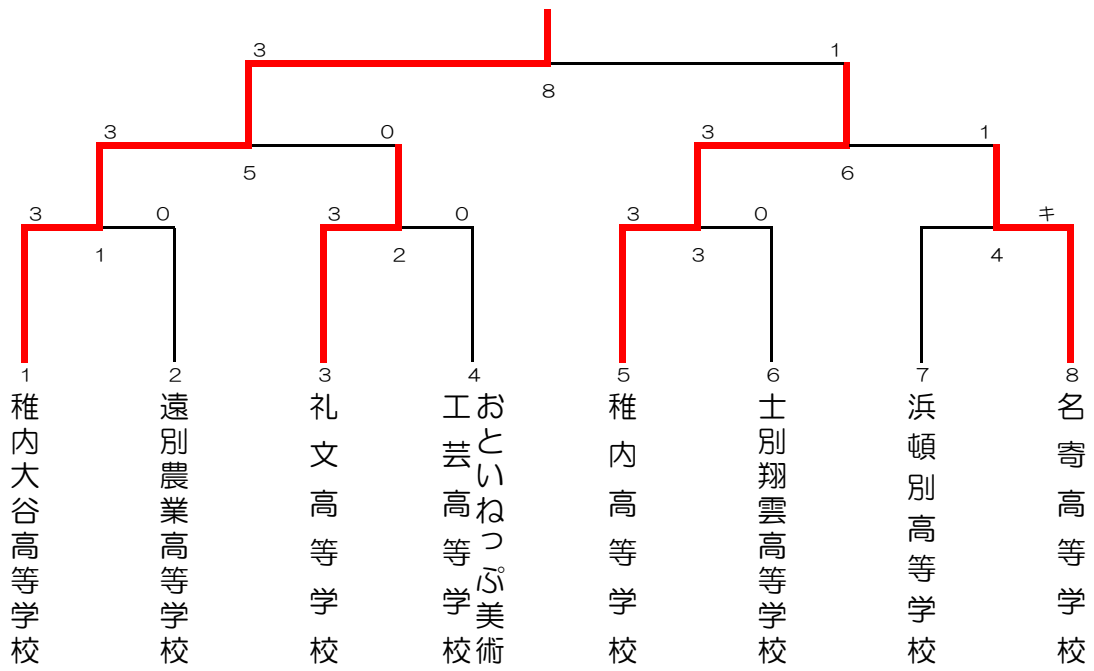 3 1
8
3 0 3 1
5 6
3 0 3 0 3 0 キ
1 2 3 4
1 2 3 4 5 6 7 8
稚内大谷高等学校
遠別農業高等学校
礼文高等学校
おといねっぷ美術
工芸高等学校
稚内高等学校
士別翔雲高等学校
浜頓別高等学校
名寄高等学校